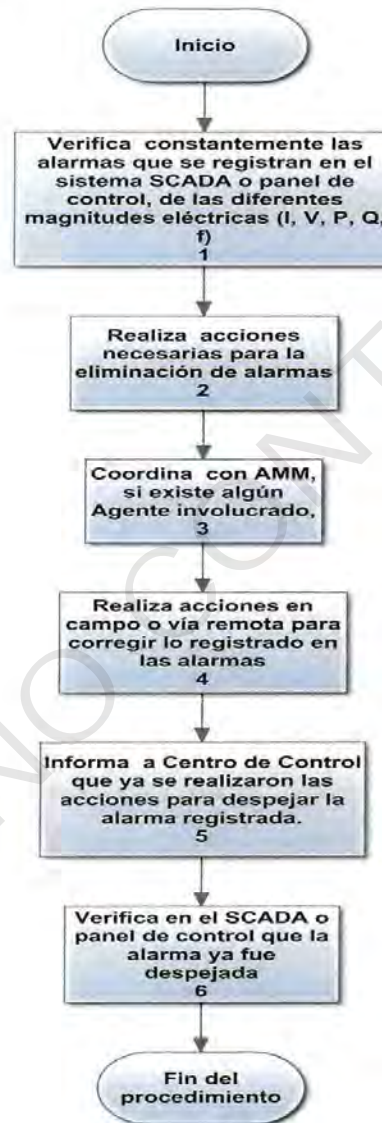 Inicio
Verifica constantemente las
alarmas que se registran en el
sistema SCADA o panel de
control, de las diferentes
magnitudes eléctricas (I, V, P, Q,
f)
1
Realiza acciones
necesarias para la
eliminación de alarmas
2
Coordina con AMM,
si existe algún
Agente involucrado,
3
Realiza acciones en
campo o vía remota para
corregir lo registrado en
las alarmas
4
Informa a Centro de Control
que ya se realizaron las
acciones para despejar la
alarma registrada.
5
Verifica en el SCADA o
panel de control que la
alarma ya fue
despejada
6
Fin del
procedimiento